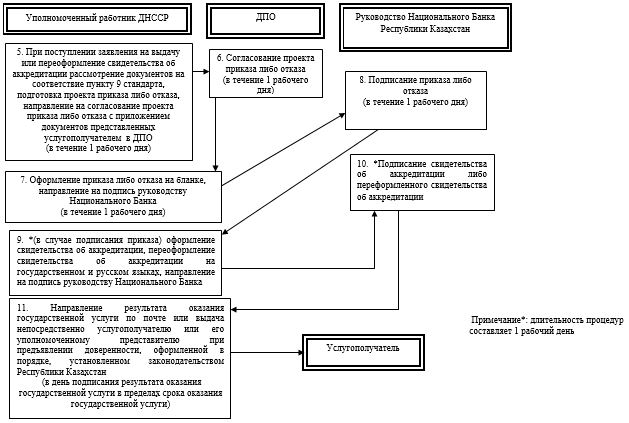 Уполномоченный работник ДНССР
ДПО
Руководство Национального Банка
Республики Казахстан
5. При поступлении заявления на выдачу
или переоформление свидетельства об
аккредитации рассмотрение документов на
соответствие пункту 9 стандарта,
подготовка проекта приказа либо отказа,
направление на согласование проекта
приказа либо отказа с приложением
документов представленных
услугополучателем в ДПО
(в течение 1 рабочего дня)
6. Согласование проекта
приказа либо отказа
(в течение 1 рабочего
дня)
8. Подписание приказа либо
отказа
(в течение 1 рабочего дня)
7. Оформление приказа либо отказа на бланке,
направление на подпись руководству
Национального Банка
(в течение 1 рабочего дня)
10. *Подписание свидетельства
об аккредитации либо
переоформленного свидетельства
об аккредитации
9. *(в случае подписания приказа) оформление
свидетельства об аккредитации, переоформление
свидетельства об аккредитации на
государственном и русском языках, направление
на подпись руководству Национального Банка
11. Направление результата оказания
государственной услуги по почте или выдача
непосредственно услугополучателю или его
уполномоченному представителю при
предъявлении доверенности, оформленной в
порядке, установленном законодательством
Республики Казахстан
(в день подписания результата оказания
государственной услуги в пределах срока оказания
государственной услуги)
Услугополучатель
Примечание*: длительность процедур
составляет 1 рабочий день